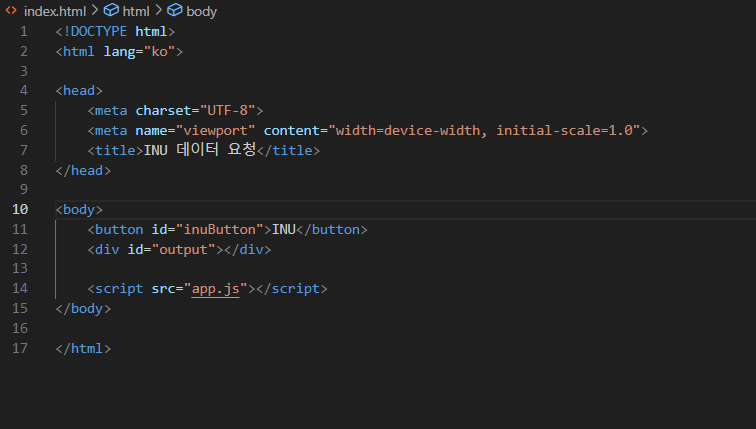 index.html > html > body
1 <!DOCTYPE html>
2 <html lang="ko">
3
4 <head>
5     <meta charset="UTF-8">
6     <meta name="viewport" content="width=device-width, initial-scale=1.0">
7     <title>INU 데이터 요청</title>
8 </head>
9
10 <body>
11     <button id="inuButton">INU</button>
12     <div id="output"></div>
13
14     <script src="app.js"></script>
15 </body>
16
17 </html>